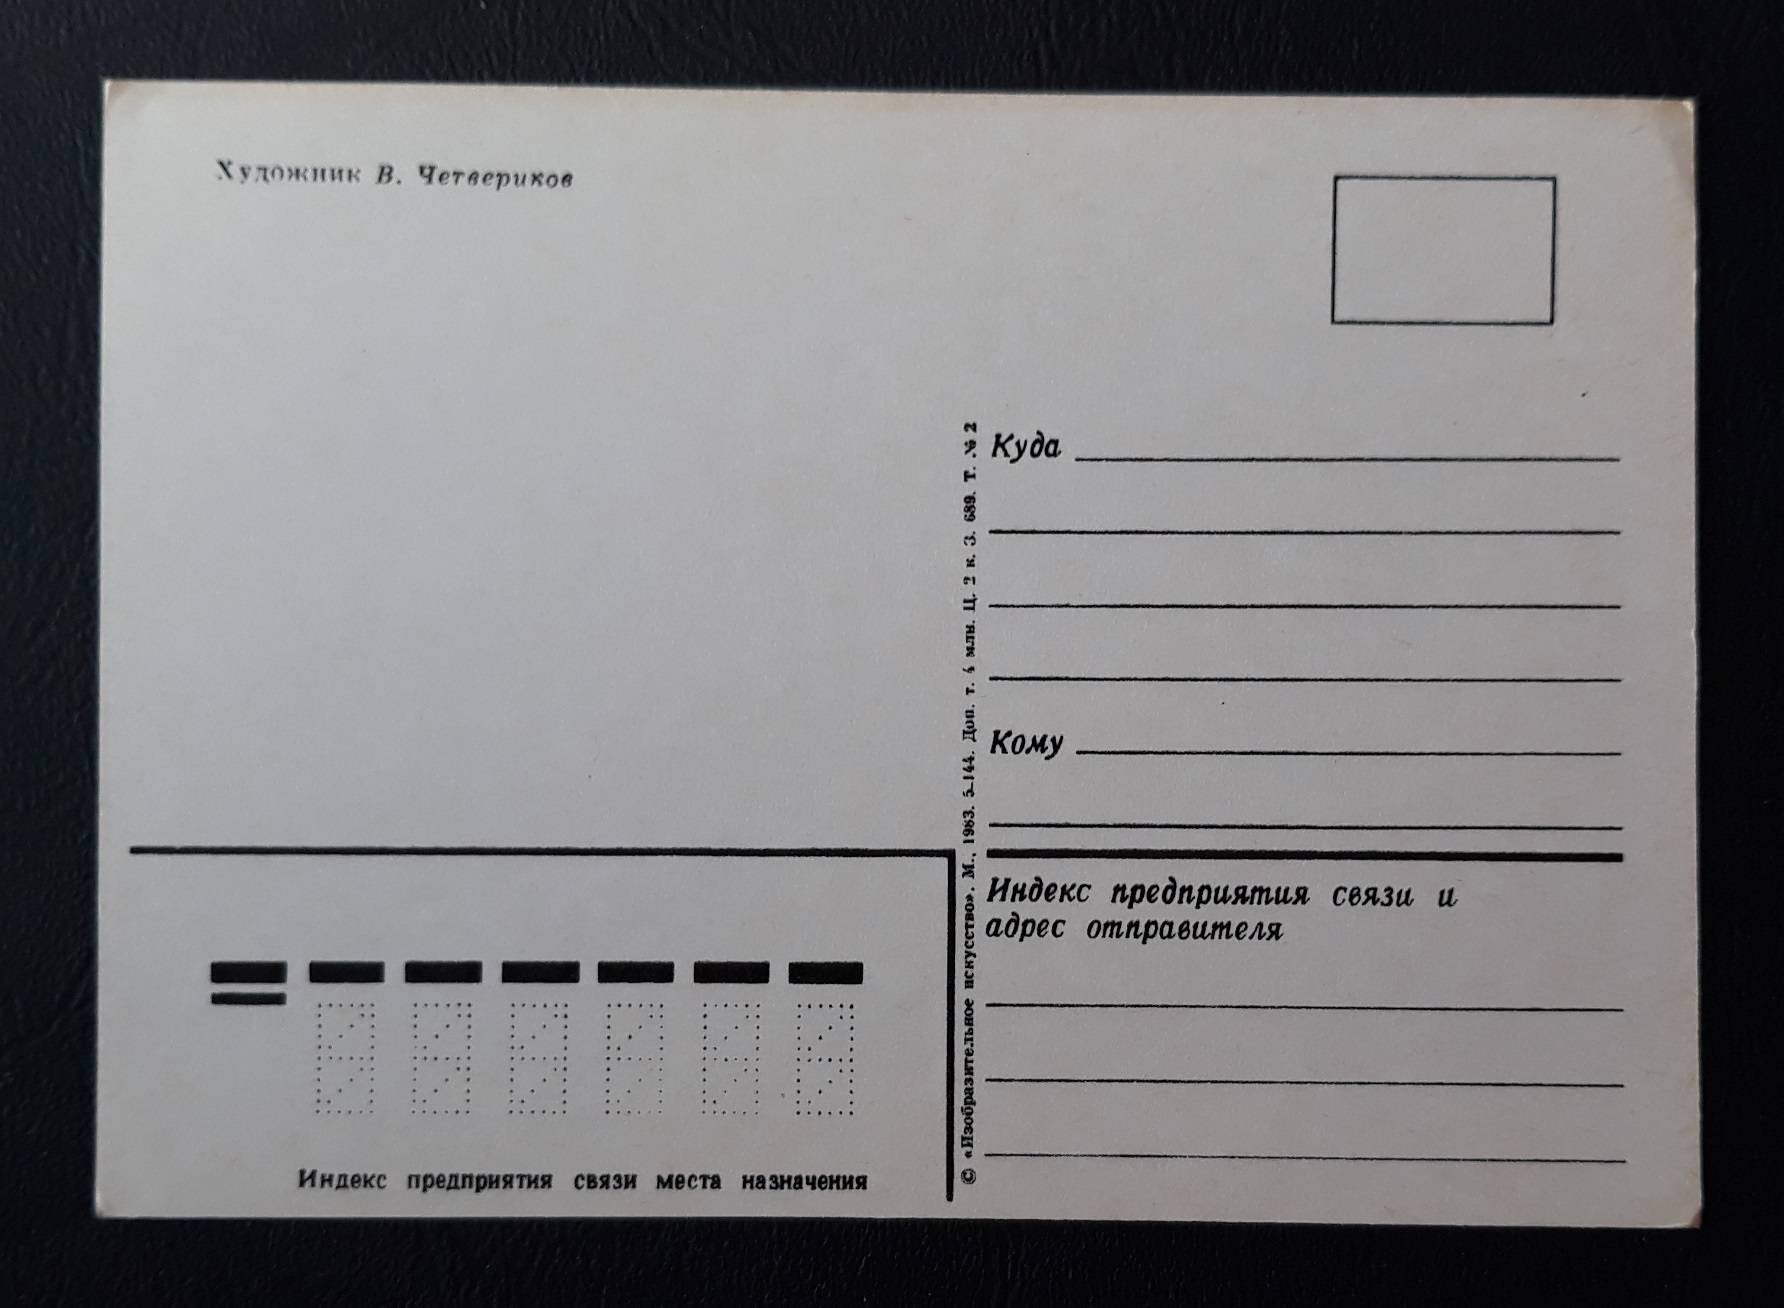 Художник В. Четвериков
© «Изобразительное искусство». М., 1983. 5-144. Доп. т. 4 млн. Ц. 2 к. З. 689. Т. № 2
Куда
Кому
Индекс предприятия связи и
адрес отправителя
Индекс предприятия связи места назначения